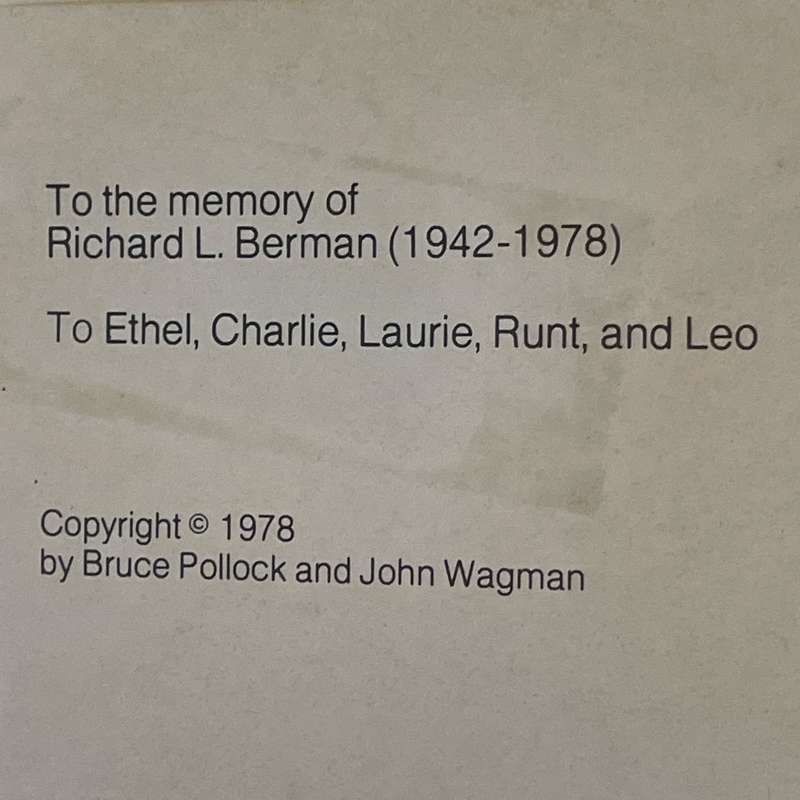 To the memory of
Richard L. Berman (1942-1978)
To Ethel, Charlie, Laurie, Runt, and Leo
Copyright © 1978
by Bruce Pollock and John Wagman